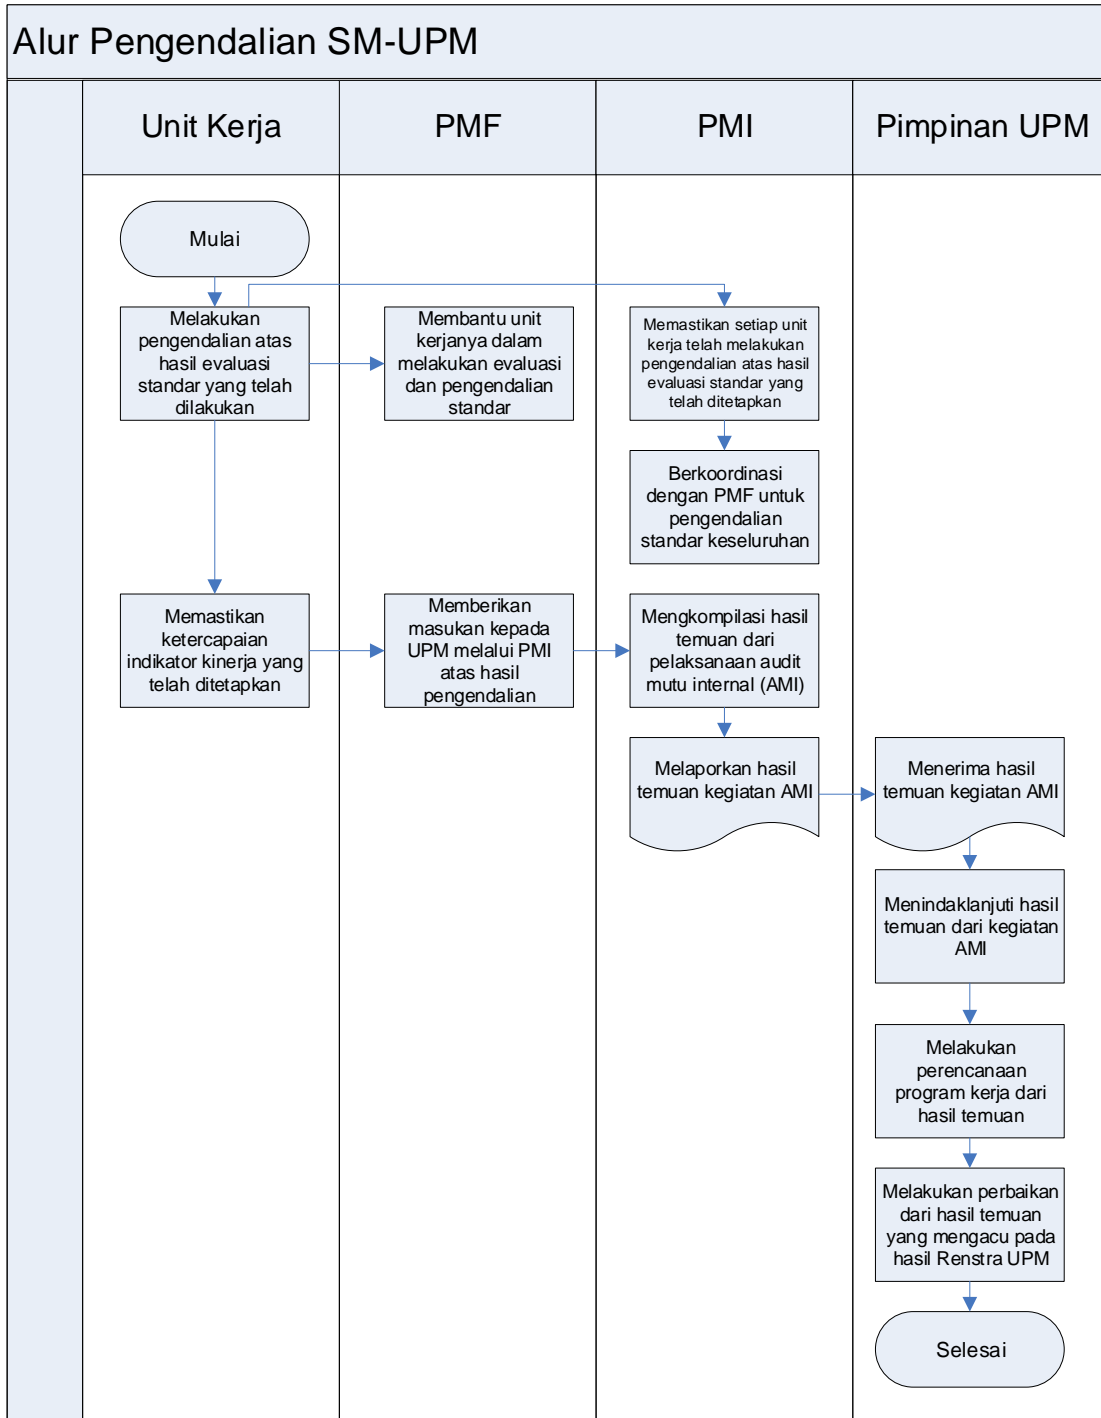 Alur Pengendalian SM-UPM
Unit Kerja
PMF
PMI
Pimpinan UPM
Mulai
Melakukan
pengendalian atas
hasil evaluasi
standar yang telah
dilakukan
Membantu unit
kerjanya dalam
melakukan evaluasi
dan pengendalian
standar
Memastikan setiap unit
kerja telah melakukan
pengendalian atas hasil
evaluasi standar yang
telah ditetapkan
Berkoordinasi
dengan PMF untuk
pengendalian
standar keseluruhan
Memastikan
ketercapaian
indikator kinerja yang
telah ditetapkan
Memberikan
masukan kepada
UPM melalui PMI
atas hasil
pengendalian
Mengkompilasi hasil
temuan dari
pelaksanaan audit
mutu internal (AMI)
Melaporkan hasil
temuan kegiatan AMI
Menerima hasil
temuan kegiatan AMI
Menindaklanjuti hasil
temuan dari kegiatan
AMI
Melakukan
perencanaan
program kerja dari
hasil temuan
Melakukan perbaikan
dari hasil temuan
yang mengacu pada
hasil Renstra UPM
Selesai